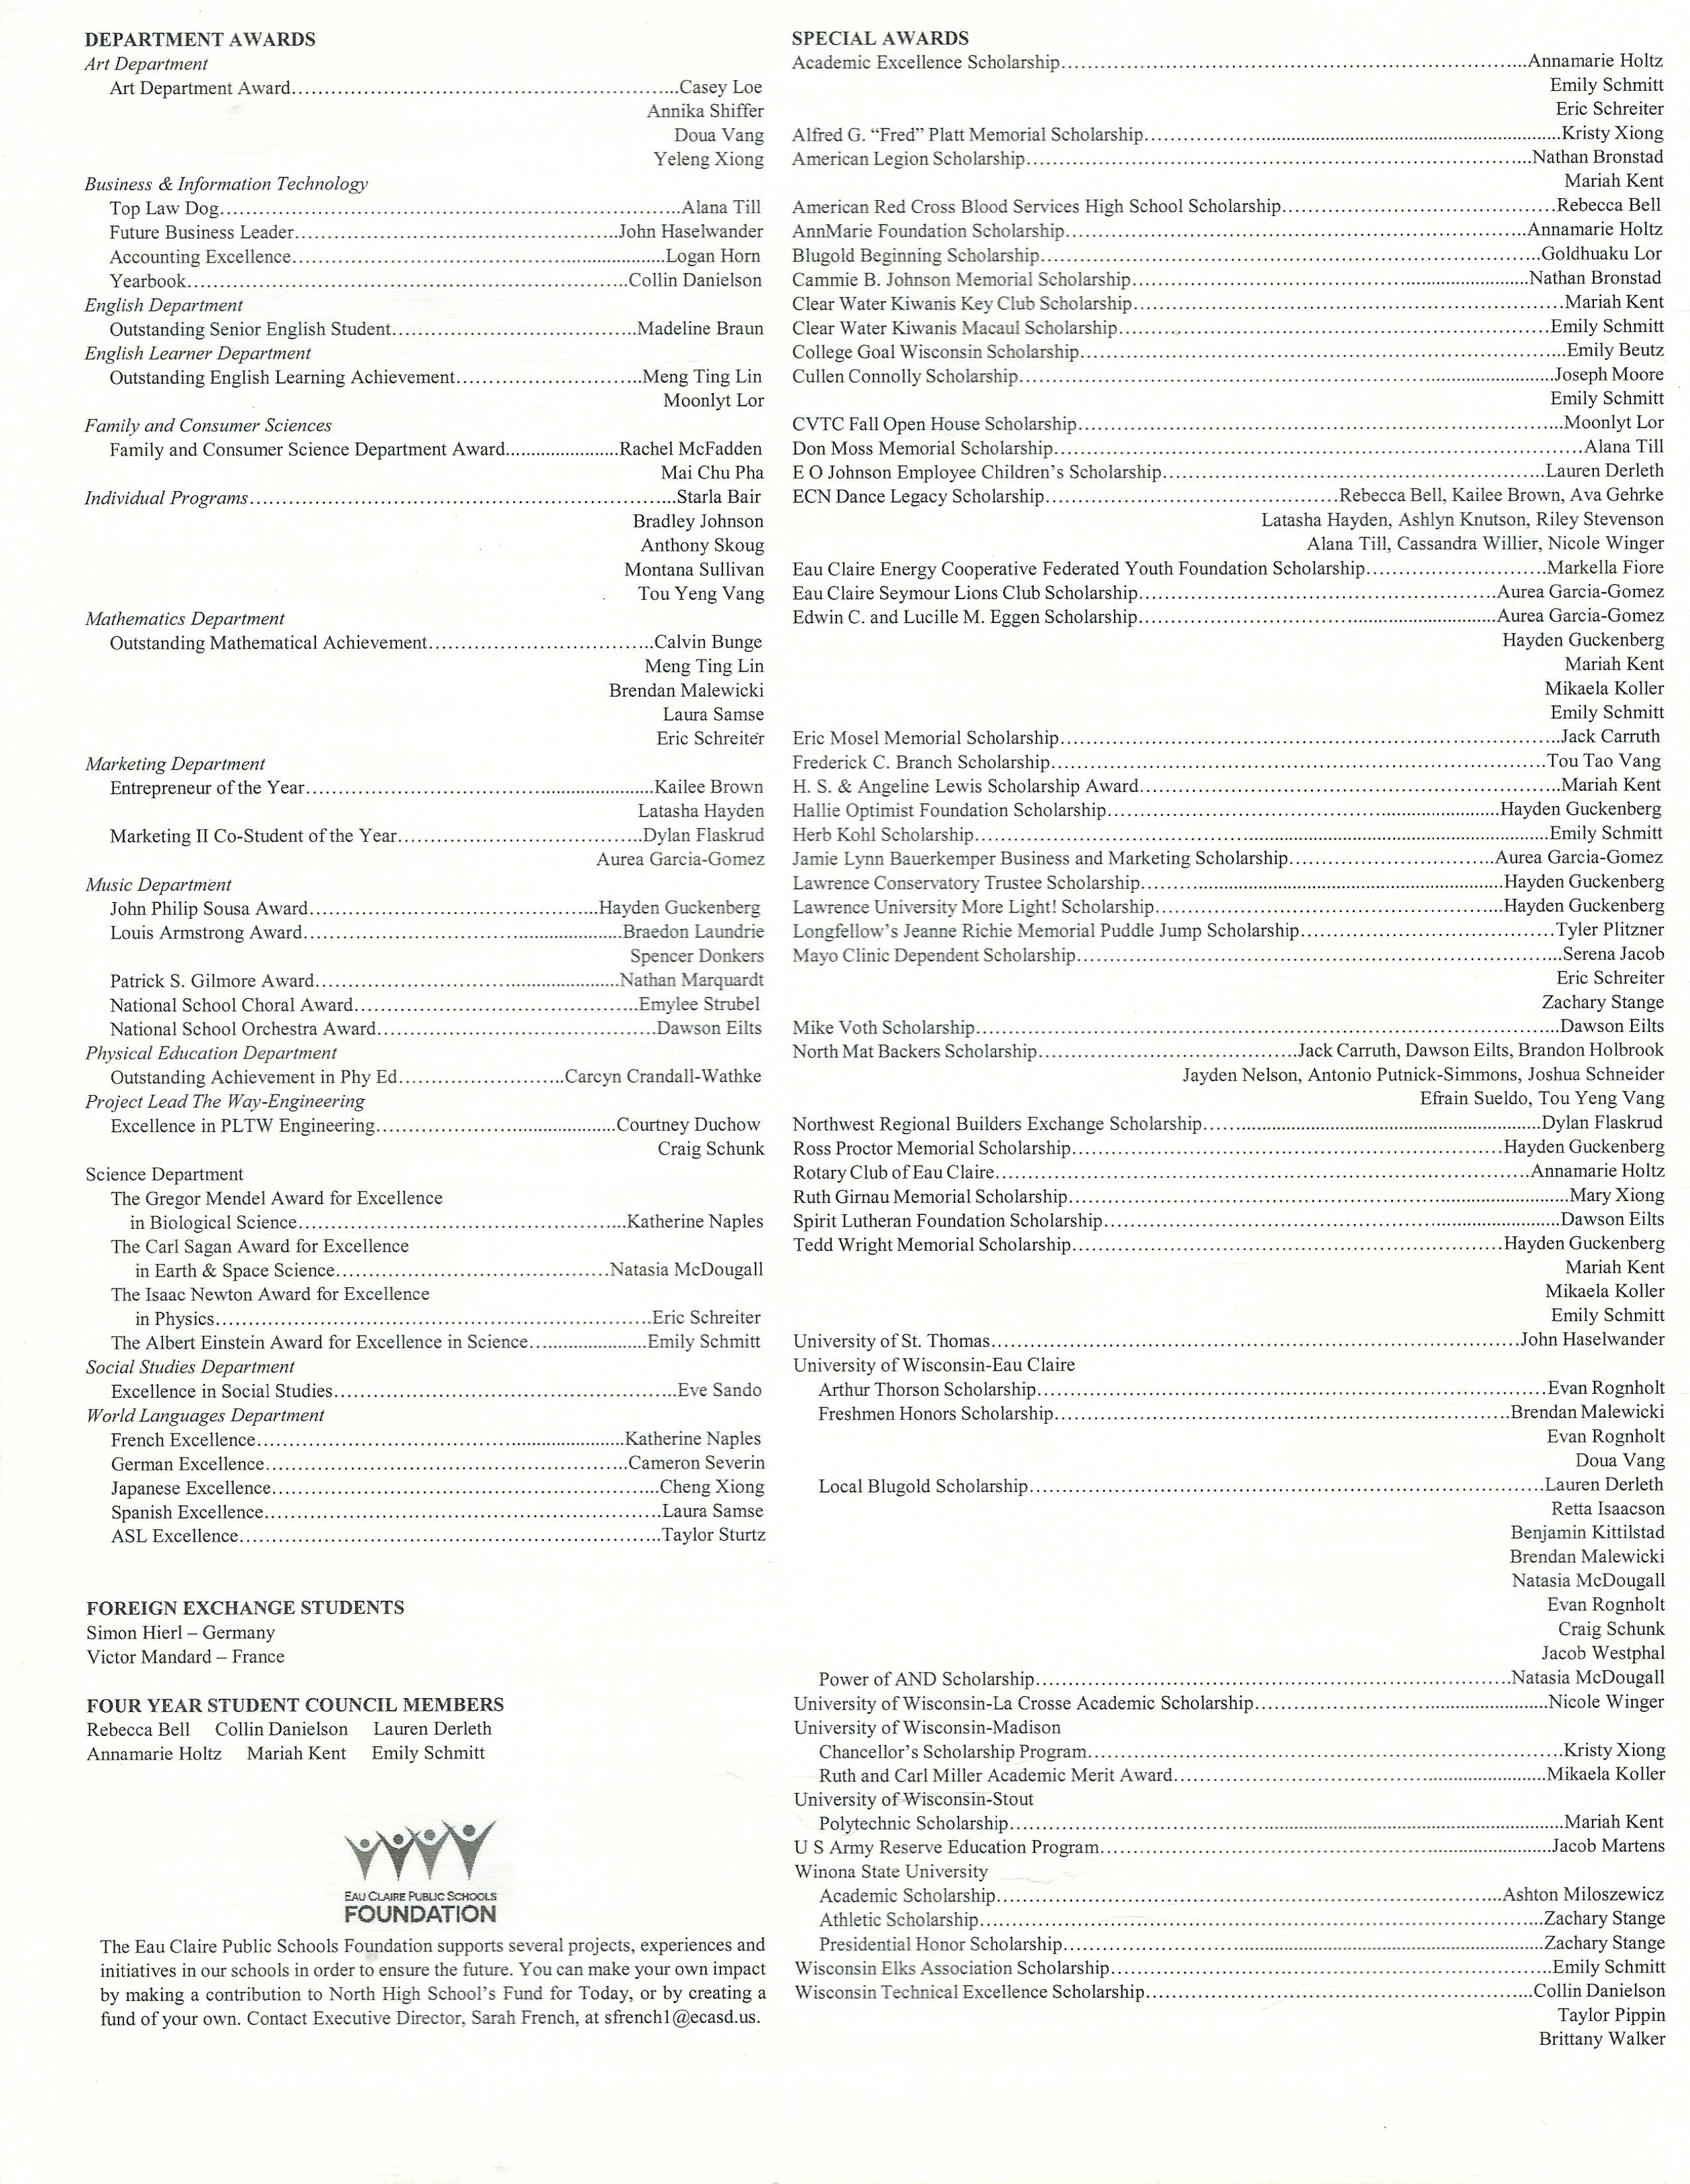 DEPARTMENT AWARDS
Art Department
Art Department Award..........Casey Loe
Annika Shiffer
Doua Vang
Yeleng Xiong
Business & Information Technology
Top Law Dog..........Alana Till
Future Business Leader..........John Haselwander
Accounting Excellence..........Logan Horn
Yearbook..........Collin Danielson
English Department
Outstanding Senior English Student..........Madeline Braun
English Learner Department
Outstanding English Learning Achievement..........Meng Ting Lin
Moonlyt Lor
Family and Consumer Sciences
Family and Consumer Science Department Award..........Rachel McFadden
Mai Chu Pha
Individual Programs..........Starla Bair
Bradley Johnson
Anthony Skoug
Montana Sullivan
Tou Yeng Vang
Mathematics Department
Outstanding Mathematical Achievement..........Calvin Bunge
Meng Ting Lin
Brendan Malewicki
Laura Samse
Eric Schreiter
Marketing Department
Entrepreneur of the Year..........Kailee Brown
Latasha Hayden
Marketing II Co-Student of the Year..........Dylan Flaskrud
Aurea Garcia-Gomez
Music Department
John Philip Sousa Award..........Hayden Guckenberg
Louis Armstrong Award..........Braedon Laundrie
Spencer Donkers
Patrick S. Gilmore Award..........Nathan Marquardt
National School Choral Award..........Emylee Strubel
National School Orchestra Award..........Dawson Eilts
Physical Education Department
Outstanding Achievement in Phy Ed..........Carcyn Crandall-Wathke
Project Lead The Way-Engineering
Excellence in PLTW Engineering..........Courtney Duchow
Craig Schunk
Science Department
The Gregor Mendel Award for Excellence
in Biological Science..........Katherine Naples
The Carl Sagan Award for Excellence
in Earth & Space Science..........Natasia McDougall
The Isaac Newton Award for Excellence
in Physics..........Eric Schreiter
The Albert Einstein Award for Excellence in Science..........Emily Schmitt
Social Studies Department
Excellence in Social Studies..........Eve Sando
World Languages Department
French Excellence..........Katherine Naples
German Excellence..........Cameron Severin
Japanese Excellence..........Cheng Xiong
Spanish Excellence..........Laura Samse
ASL Excellence..........Taylor Sturtz
FOREIGN EXCHANGE STUDENTS
Simon Hierl – Germany
Victor Mandard – France
FOUR YEAR STUDENT COUNCIL MEMBERS
Rebecca Bell Collin Danielson Lauren Derleth
Annamarie Holtz Mariah Kent Emily Schmitt
EAU CLAIRE PUBLIC SCHOOLS
FOUNDATION
The Eau Claire Public Schools Foundation supports several projects, experiences and
initiatives in our schools in order to ensure the future. You can make your own impact
by making a contribution to North High School's Fund for Today, or by creating a
fund of your own. Contact Executive Director, Sarah French, at sfrench1@ecasd.us.
SPECIAL AWARDS
Academic Excellence Scholarship..........Annamarie Holtz
Emily Schmitt
Eric Schreiter
Alfred G. “Fred” Platt Memorial Scholarship..........Kristy Xiong
American Legion Scholarship..........Nathan Bronstad
Mariah Kent
American Red Cross Blood Services High School Scholarship..........Rebecca Bell
AnnMarie Foundation Scholarship..........Annamarie Holtz
Blugold Beginning Scholarship..........Goldhuaku Lor
Cammie B. Johnson Memorial Scholarship..........Nathan Bronstad
Clear Water Kiwanis Key Club Scholarship..........Mariah Kent
Clear Water Kiwanis Macaul Scholarship..........Emily Schmitt
College Goal Wisconsin Scholarship..........Emily Beutz
Cullen Connolly Scholarship..........Joseph Moore
Emily Schmitt
CVTC Fall Open House Scholarship..........Moonlyt Lor
Don Moss Memorial Scholarship..........Alana Till
E O Johnson Employee Children's Scholarship..........Lauren Derleth
ECN Dance Legacy Scholarship..........Rebecca Bell, Kailee Brown, Ava Gehrke
Latasha Hayden, Ashlyn Knutson, Riley Stevenson
Alana Till, Cassandra Willier, Nicole Winger
Eau Claire Energy Cooperative Federated Youth Foundation Scholarship..........Markella Fiore
Eau Claire Seymour Lions Club Scholarship..........Aurea Garcia-Gomez
Edwin C. and Lucille M. Eggen Scholarship..........Aurea Garcia-Gomez
Hayden Guckenberg
Mariah Kent
Mikaela Koller
Emily Schmitt
Eric Mosel Memorial Scholarship..........Jack Carruth
Frederick C. Branch Scholarship..........Tou Tao Vang
H. S. & Angeline Lewis Scholarship Award..........Mariah Kent
Hallie Optimist Foundation Scholarship..........Hayden Guckenberg
Herb Kohl Scholarship..........Emily Schmitt
Jamie Lynn Bauerkemper Business and Marketing Scholarship..........Aurea Garcia-Gomez
Lawrence Conservatory Trustee Scholarship..........Hayden Guckenberg
Lawrence University More Light! Scholarship..........Hayden Guckenberg
Longfellow's Jeanne Richie Memorial Puddle Jump Scholarship..........Tyler Plitzner
Mayo Clinic Dependent Scholarship..........Serena Jacob
Eric Schreiter
Zachary Stange
Mike Voth Scholarship..........Dawson Eilts
North Mat Backers Scholarship..........Jack Carruth, Dawson Eilts, Brandon Holbrook
Jayden Nelson, Antonio Putnick-Simmons, Joshua Schneider
Efrain Sueldo, Tou Yeng Vang
Northwest Regional Builders Exchange Scholarship..........Dylan Flaskrud
Ross Proctor Memorial Scholarship..........Hayden Guckenberg
Rotary Club of Eau Claire..........Annamarie Holtz
Ruth Girnau Memorial Scholarship..........Mary Xiong
Spirit Lutheran Foundation Scholarship..........Dawson Eilts
Tedd Wright Memorial Scholarship..........Hayden Guckenberg
Mariah Kent
Mikaela Koller
Emily Schmitt
University of St. Thomas..........John Haselwander
University of Wisconsin-Eau Claire
Arthur Thorson Scholarship..........Evan Rognholt
Freshmen Honors Scholarship..........Brendan Malewicki
Evan Rognholt
Doua Vang
Local Blugold Scholarship..........Lauren Derleth
Retta Isaacson
Benjamin Kittilstad
Brendan Malewicki
Natasia McDougall
Evan Rognholt
Craig Schunk
Jacob Westphal
Power of AND Scholarship..........Natasia McDougall
University of Wisconsin-La Crosse Academic Scholarship..........Nicole Winger
University of Wisconsin-Madison
Chancellor's Scholarship Program..........Kristy Xiong
Ruth and Carl Miller Academic Merit Award..........Mikaela Koller
University of Wisconsin-Stout
Polytechnic Scholarship..........Mariah Kent
U S Army Reserve Education Program..........Jacob Martens
Winona State University
Academic Scholarship..........Ashton Miloszewicz
Athletic Scholarship..........Zachary Stange
Presidential Honor Scholarship..........Zachary Stange
Wisconsin Elks Association Scholarship..........Emily Schmitt
Wisconsin Technical Excellence Scholarship..........Collin Danielson
Taylor Pippin
Brittany Walker